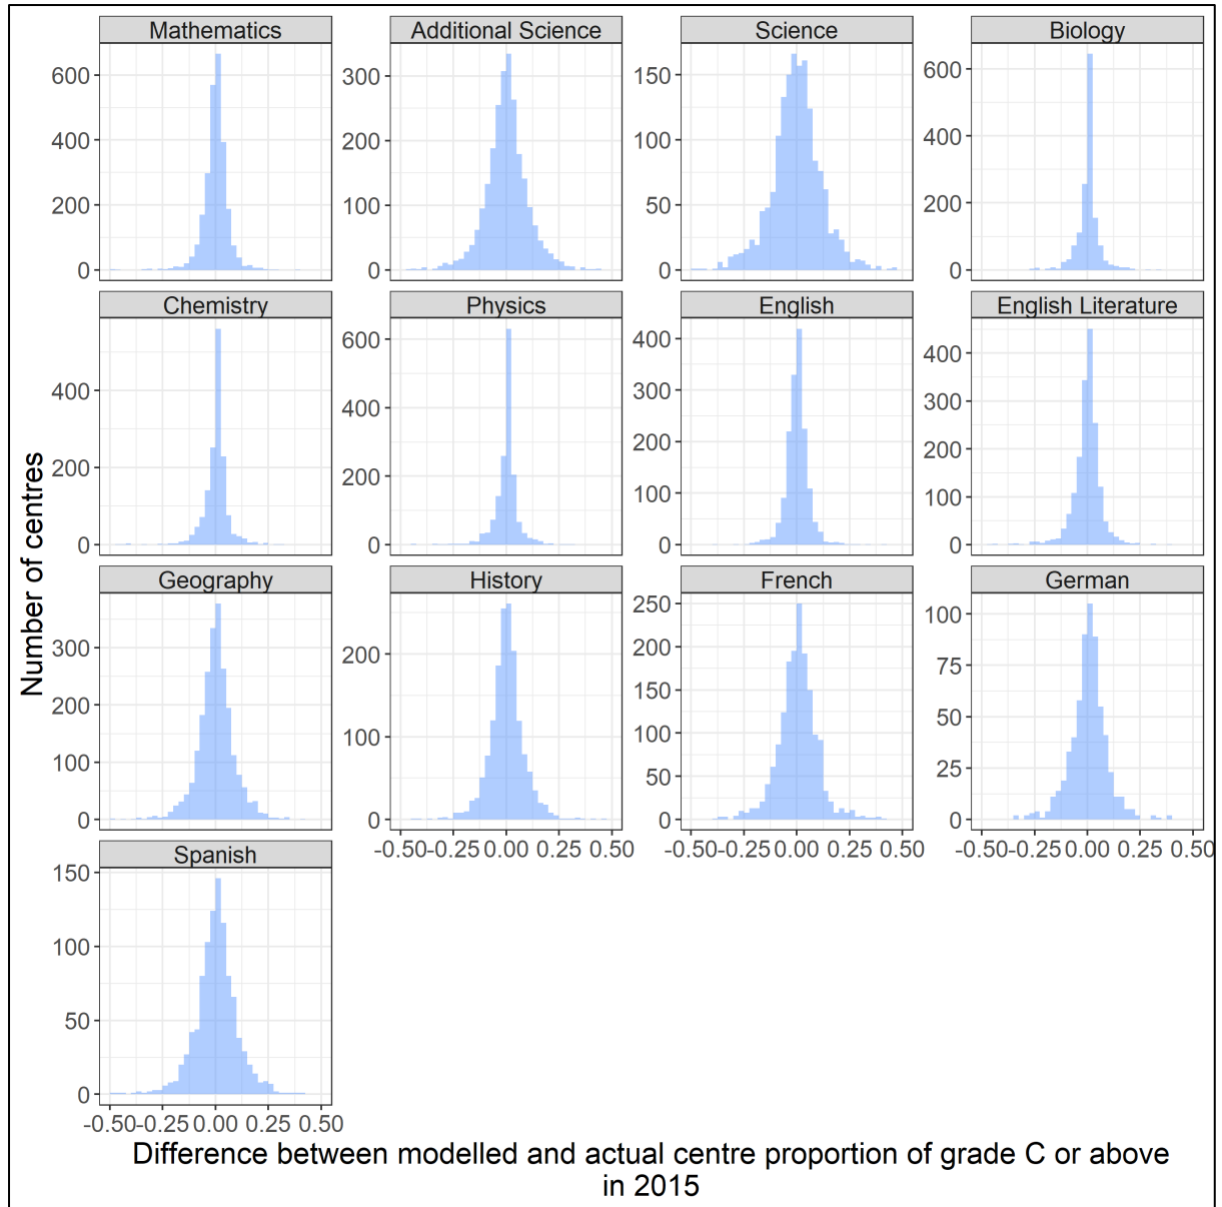 Mathematics
Additional Science
Science
Biology
600
400
200
0
300
200
100
0
150
100
50
0
600
400
200
0
Chemistry
Physics
English
English Literature
400
200
0
600
400
200
0
400
300
200
100
0
400
300
200
100
0
Geography
History
French
German
300
200
100
0
200
100
0
250
200
150
100
50
0
100
75
50
25
0
-0.50 -0.25 0.00 0.25 0.50
-0.50 -0.25 0.00 0.25 0.50
-0.50 -0.25 0.00 0.25 0.50
Spanish
150
100
50
0
-0.50 -0.25 0.00 0.25 0.50
Number of centres
Difference between modelled and actual centre proportion of grade C or above
in 2015